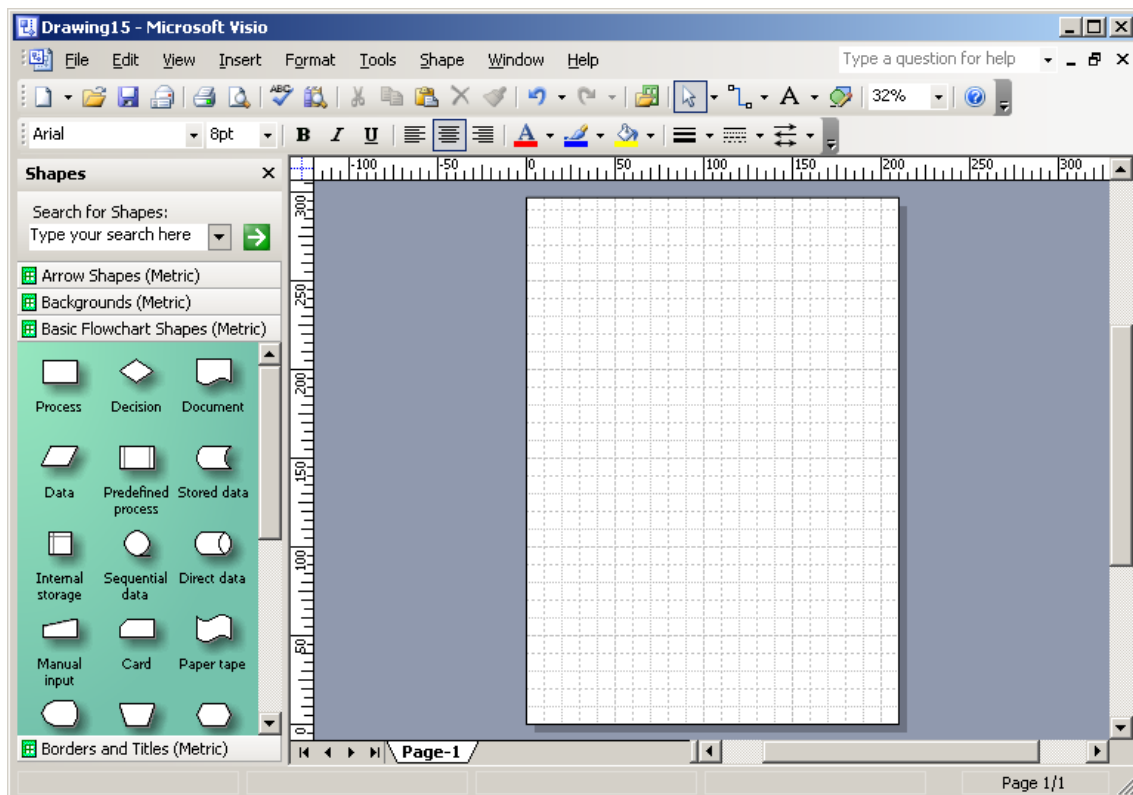 Drawing15 - Microsoft Visio
File Edit View Insert Format Tools Shape Window Help Type a question for help
ABC A 32%
Arial 8pt B I U A
Shapes
-100 -50 0 50 100 150 200 250 300
Search for Shapes:
Type your search here
Arrow Shapes (Metric)
Backgrounds (Metric)
Basic Flowchart Shapes (Metric)
Process Decision Document
Data Predefined process Stored data
Internal storage Sequential data Direct data
Manual input Card Paper tape
Borders and Titles (Metric)
300
250
200
150
100
50
0
Page-1
Page 1/1